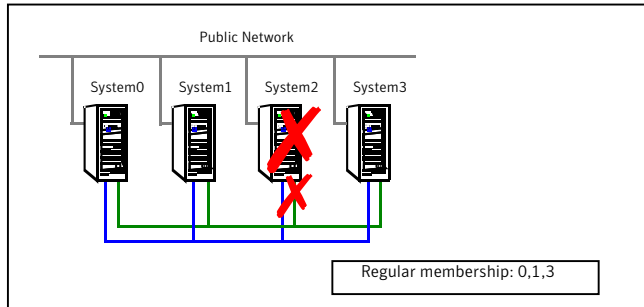 Public Network
System0 System1 System2 System3
Regular membership: 0,1,3